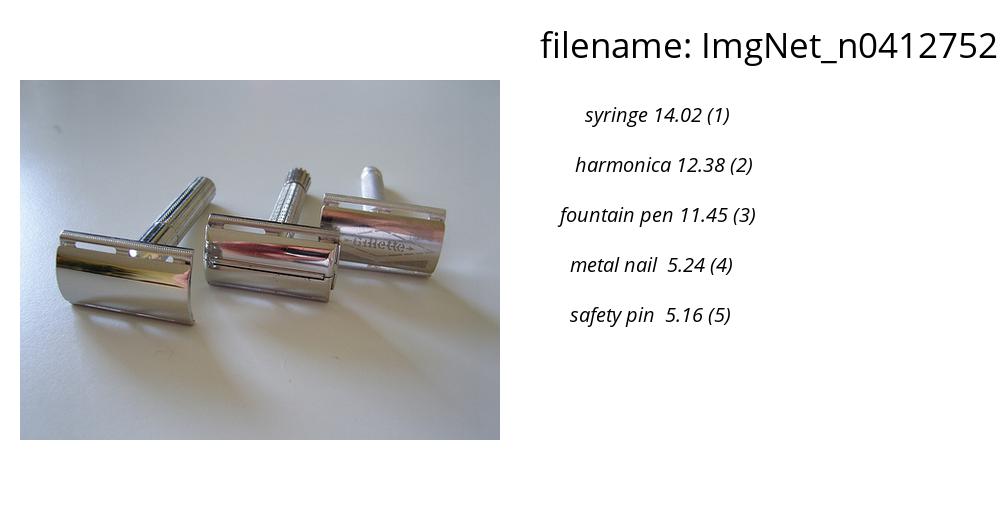 filename: ImgNet_n0412752
syringe 14.02 (1)
harmonica 12.38 (2)
fountain pen 11.45 (3)
metal nail 5.24 (4)
safety pin 5.16 (5)
Gillette